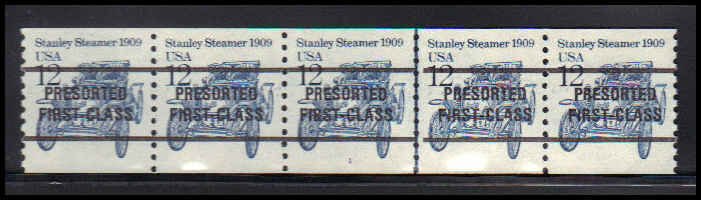 Stanley Steamer 1909 Stanley Steamer 1909 Stanley Steamer 1909 Stanley Steamer 1909 Stanley Steamer 1909
USA USA USA USA USA
12 12 12 12 12
PRESORTED PRESORTED PRESORTED PRESORTED PRESORTED
FIRST-CLASS FIRST-CLASS FIRST-CLASS FIRST-CLASS FIRST-CLASS